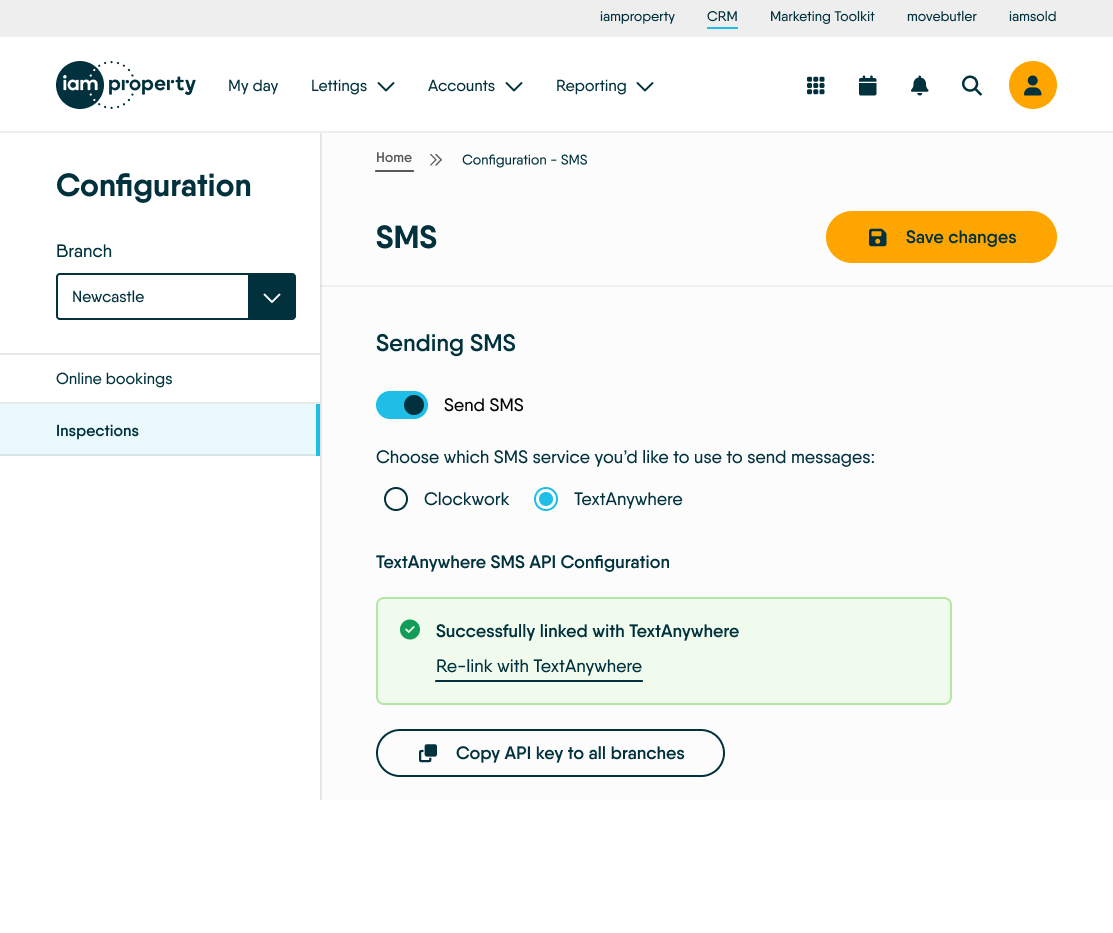 iamproperty CRM Marketing Toolkit movebutler iamsold
iam property My day Lettings Accounts Reporting
Configuration
Branch
Newcastle
Online bookings
Inspections
Home Configuration - SMS
SMS
Save changes
Sending SMS
Send SMS
Choose which SMS service you'd like to use to send messages:
Clockwork TextAnywhere
TextAnywhere SMS API Configuration
Successfully linked with TextAnywhere
Re-link with TextAnywhere
Copy API key to all branches